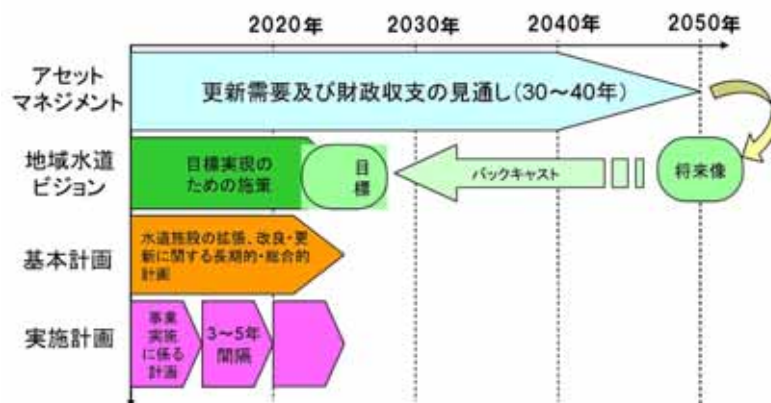 2020年 2030年 2040年 2050年
アセット
マネジメント
更新需要及び財政収支の見通し(30~40年)
地域水道
ビジョン
目標実現の
ための施策
目
標
バックキャスト
将来像
基本計画
水道施設の拡張、改良・更
新に関する長期的・総合的
計画
実施計画
事業
実施
に係る
計画
3~5年
間隔